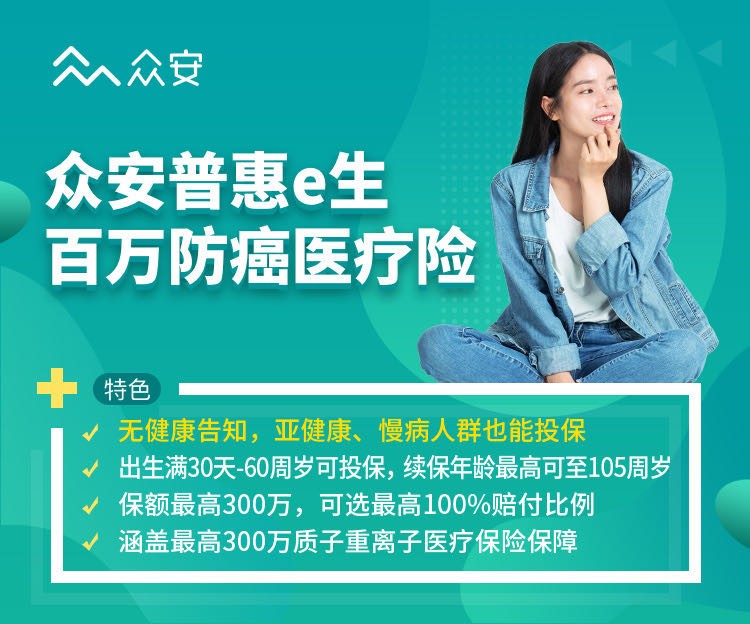 众安
众安普惠e生
百万防癌医疗险
特色
无健康告知，亚健康、慢病人群也能投保
出生满30天-60周岁可投保，续保年龄最高可至105周岁
保额最高300万，可选最高100%赔付比例
涵盖最高300万质子重离子医疗保险保障